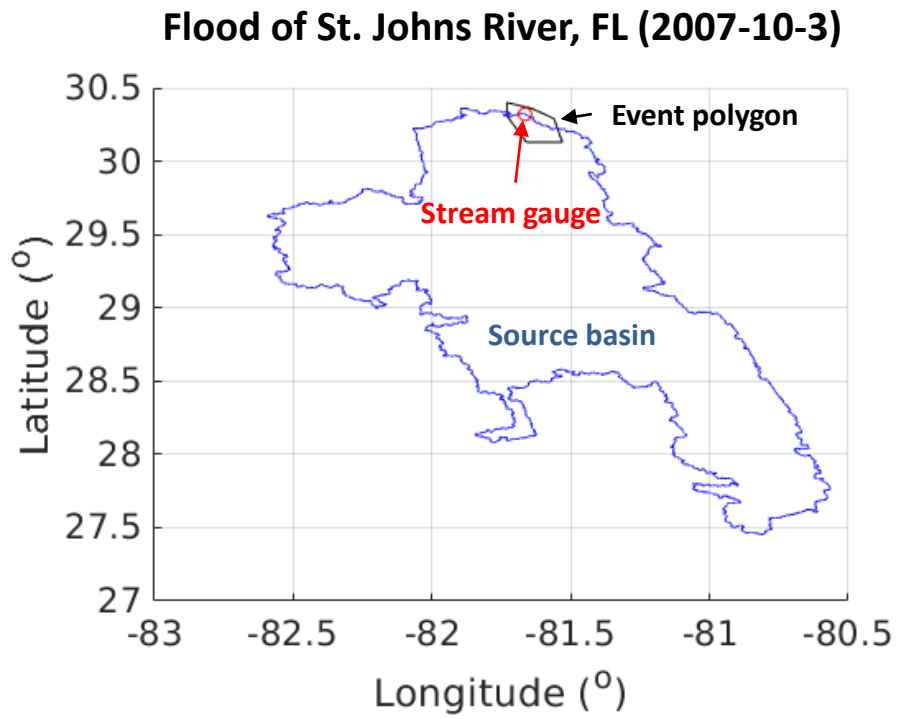 Flood of St. Johns River, FL (2007-10-3)
30.5
Event polygon
30
Stream gauge
29.5
29
Source basin
28.5
28
27.5
27
-83 -82.5 -82 -81.5 -81 -80.5
Latitude (o)
Longitude (o)